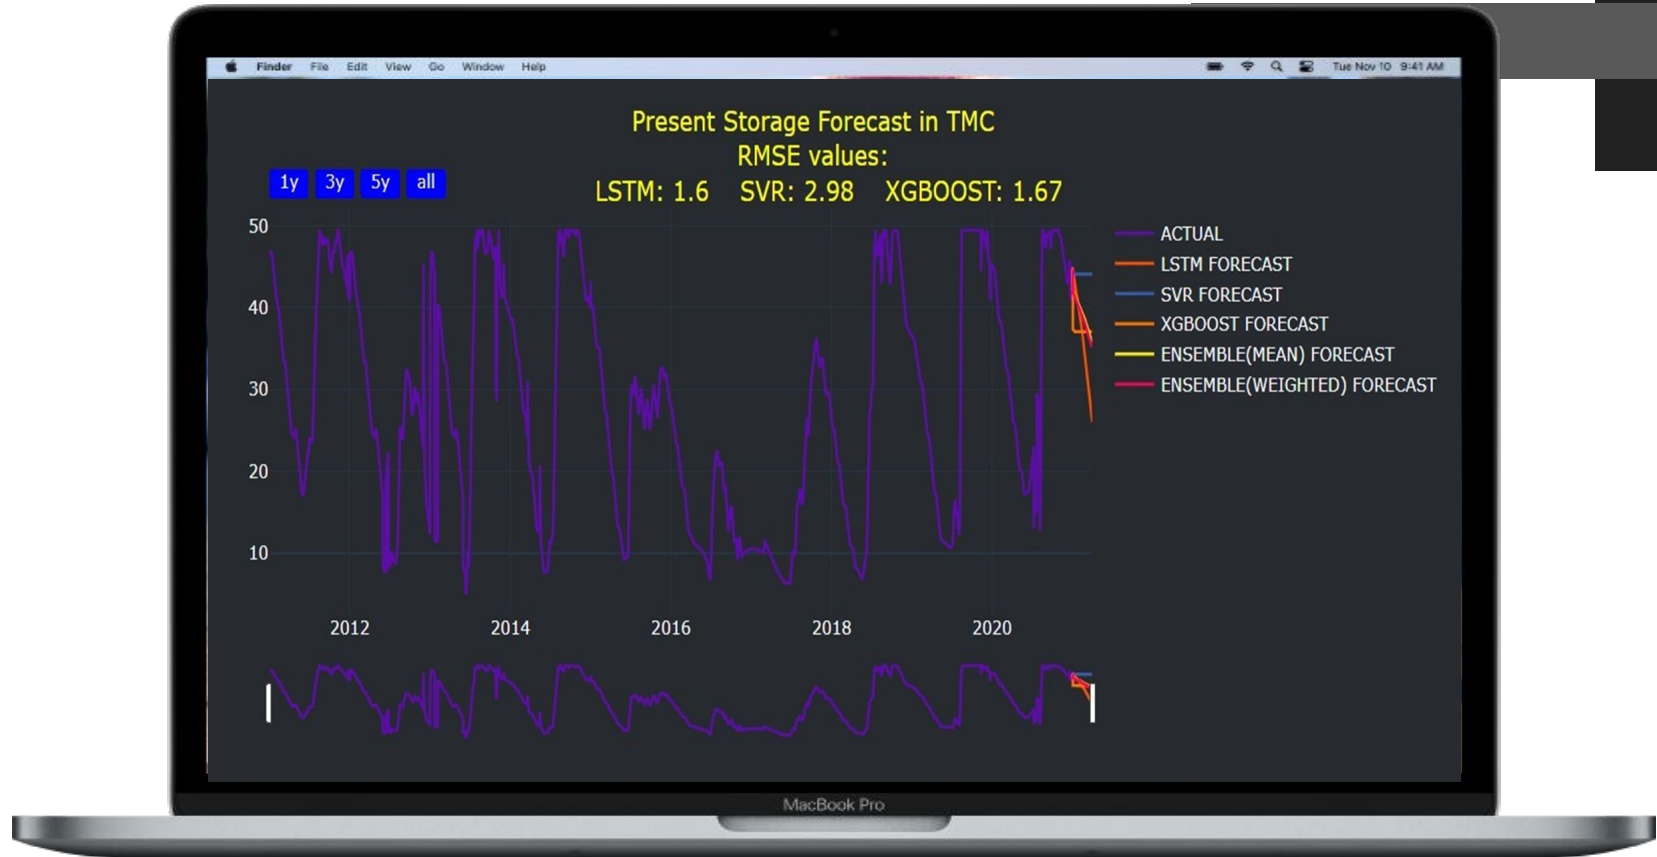 Finder File Edit View Go Window Help Tue Nov 10 9:41 AM
Present Storage Forecast in TMC
RMSE values:
LSTM: 1.6 SVR: 2.98 XGBOOST: 1.67
1y 3y 5y all
50
40
30
20
10
2012 2014 2016 2018 2020
ACTUAL
LSTM FORECAST
SVR FORECAST
XGBOOST FORECAST
ENSEMBLE(MEAN) FORECAST
ENSEMBLE(WEIGHTED) FORECAST
MacBook Pro